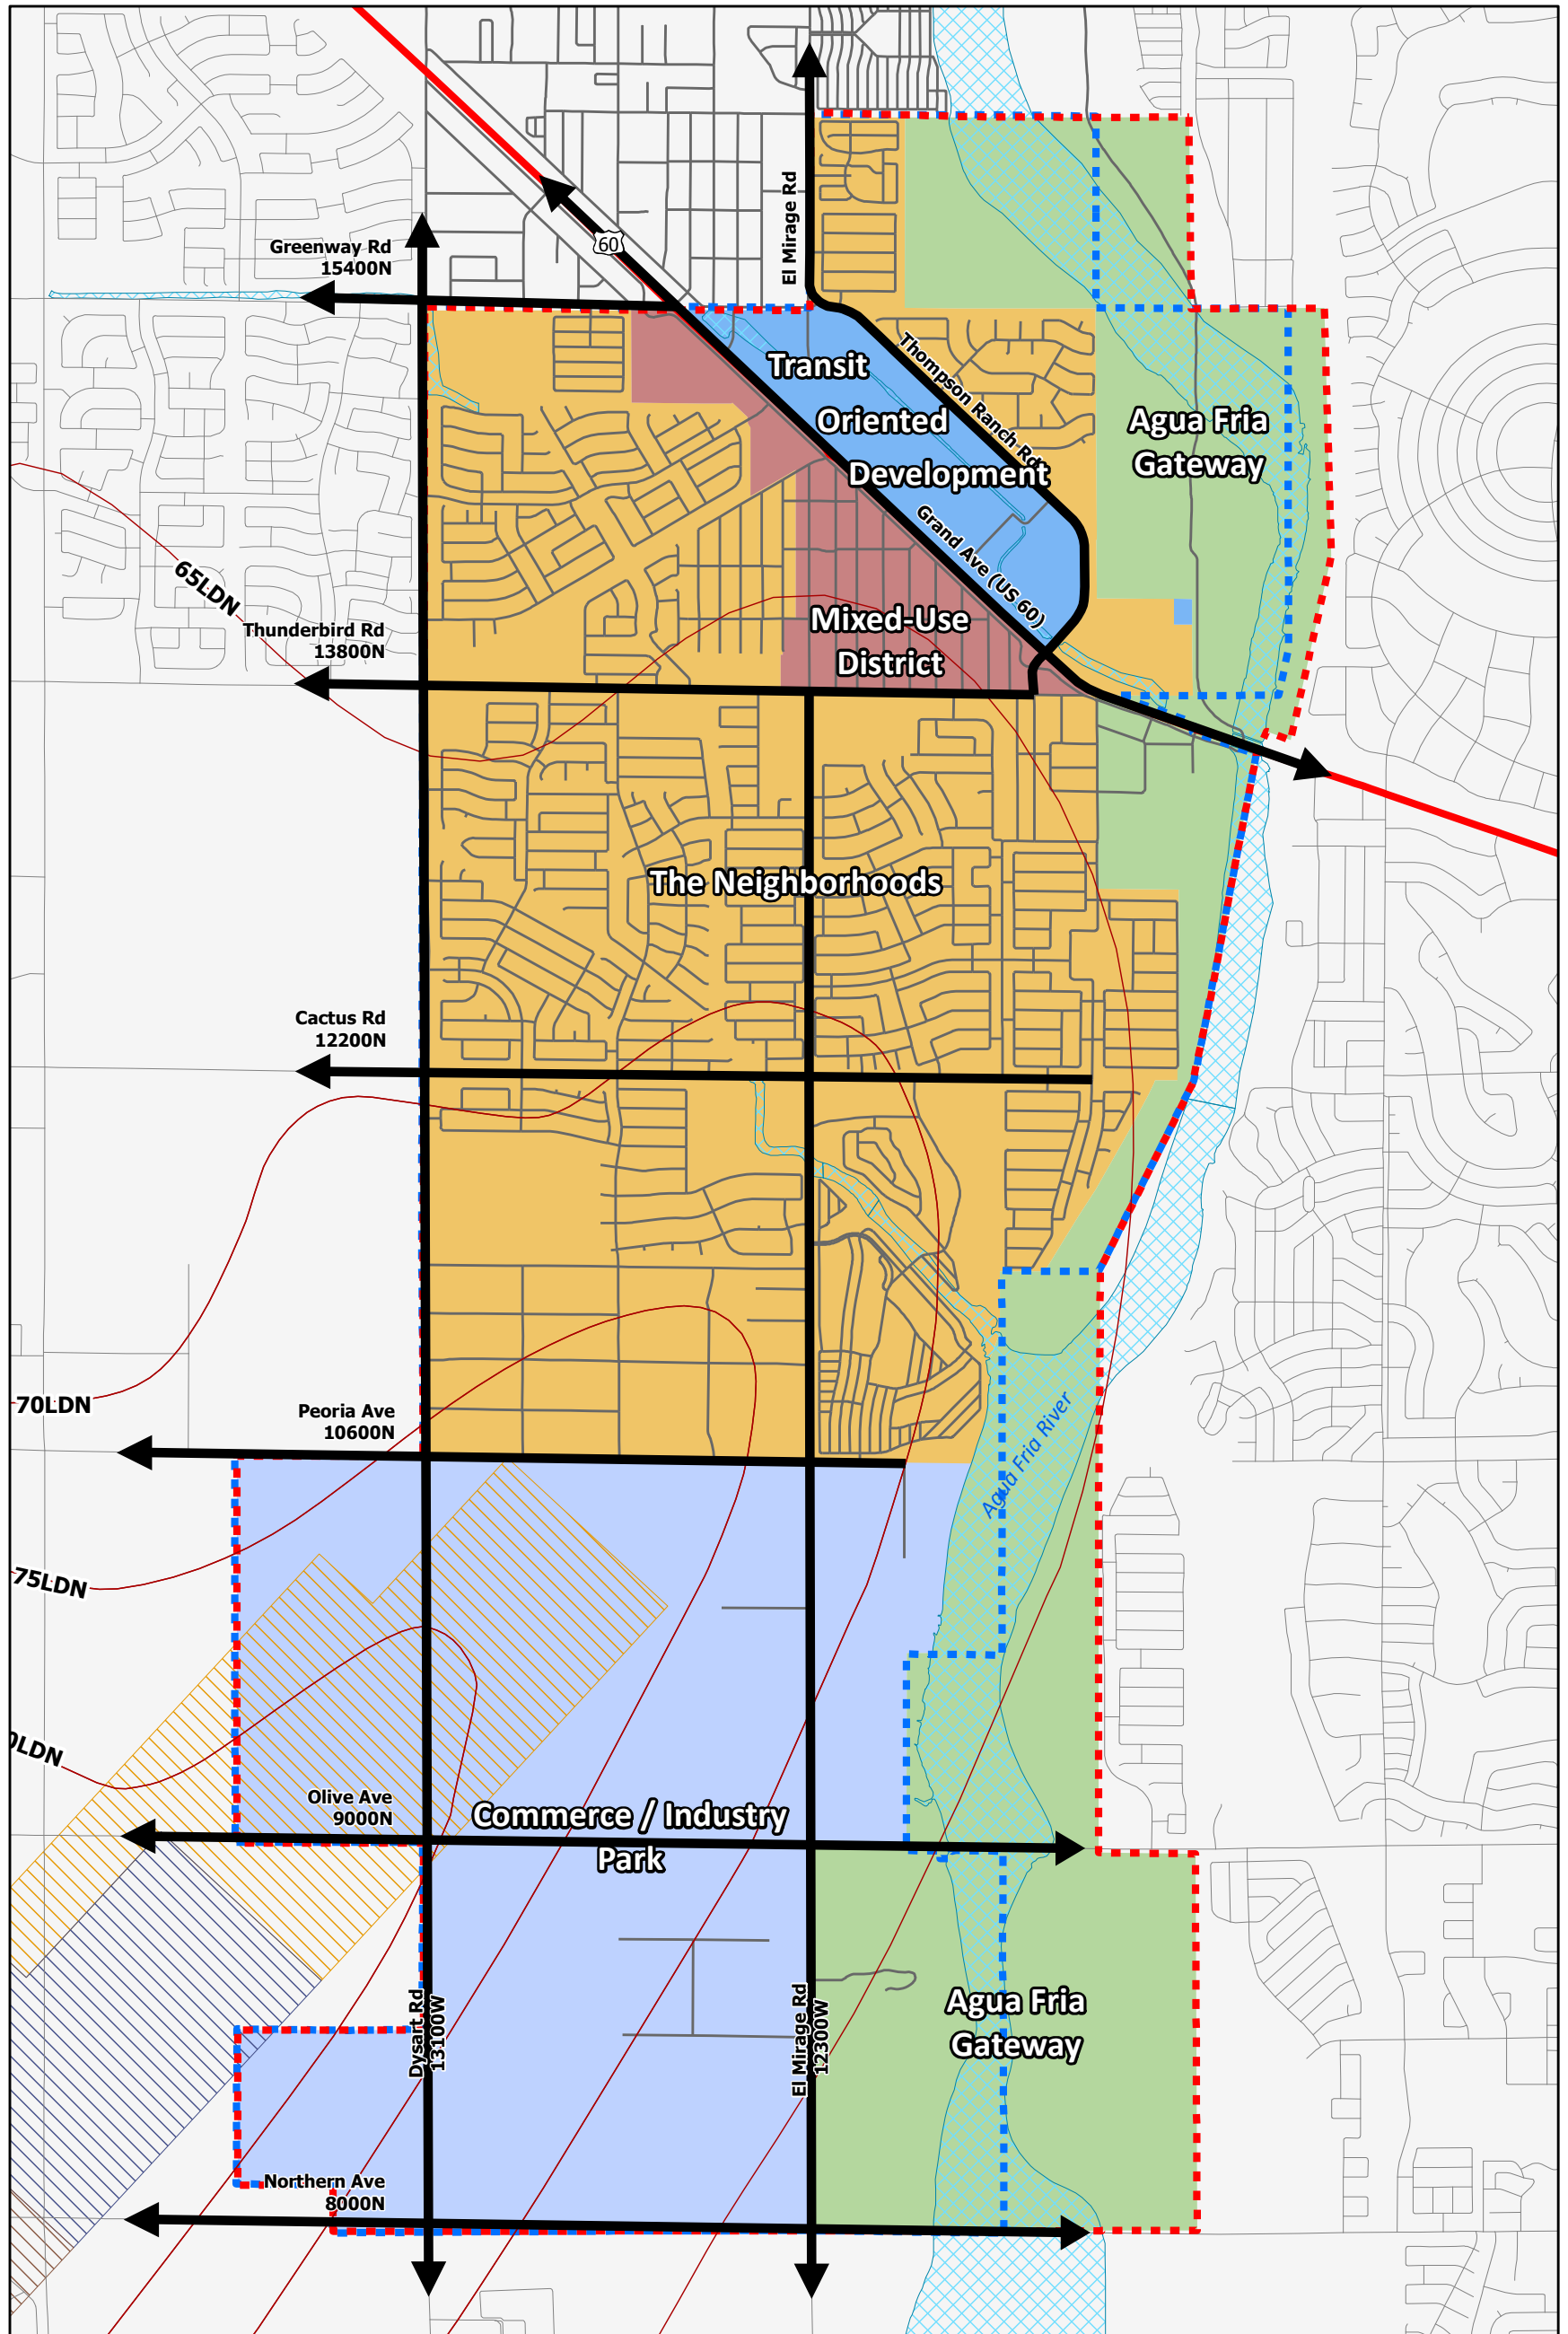 El Mirage Rd
60
Greenway Rd
15400N
Transit
Oriented
Development
Thompson Ranch Rd
Grand Ave (US 60)
Agua Fria
Gateway
65LDN
Thunderbird Rd
13800N
Mixed-Use
District
The Neighborhoods
Cactus Rd
12200N
70LDN
Peoria Ave
10600N
Agua Fria River
75LDN
0LDN
Olive Ave
9000N
Commerce / Industry
Park
Dysart Rd
13100W
El Mirage Rd
12300W
Agua Fria
Gateway
Northern Ave
8000N